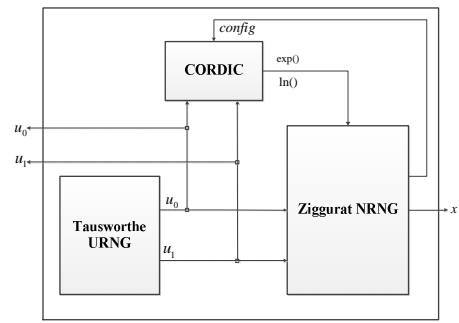 config
CORDIC
exp()
ln()
u0
u1
u0
Tausworthe
URNG
u1
Ziggurat NRNG
x